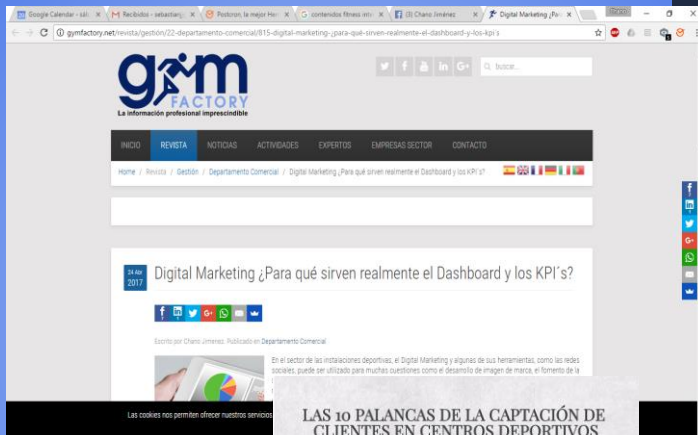 Google Calendar - sáb
Recibidos - sebastianj
Postcron, la mejor Her
contenidos fitness inte
(3) Chano Jiménez
Digital Marketing ¿Par
gymfactory.net/revista/gestión/22-departamento-comercial/815-digital-marketing-¿para-qué-sirven-realmente-el-dashboard-y-los-kpi´s
gym
FACTORY
La información profesional imprescindible
buscar...
INICIO REVISTA NOTICIAS ACTIVIDADES EXPERTOS EMPRESAS SECTOR CONTACTO
Home / Revista / Gestión / Departamento Comercial / Digital Marketing ¿Para qué sirven realmente el Dashboard y los KPI´s?
24 Abr
2017
Digital Marketing ¿Para qué sirven realmente el Dashboard y los KPI´s?
Escrito por Chano Jimenez. Publicado en Departamento Comercial
En el sector de las instalaciones deportivas, el Digital Marketing y algunas de sus herramientas, como las redes
sociales, puede ser utilizado para muchas cuestiones como el desarrollo de imagen de marca, el fomento de la
Las cookies nos permiten ofrecer nuestros servicios
LAS 10 PALANCAS DE LA CAPTACIÓN DE
CLIENTES EN CENTROS DEPORTIVOS